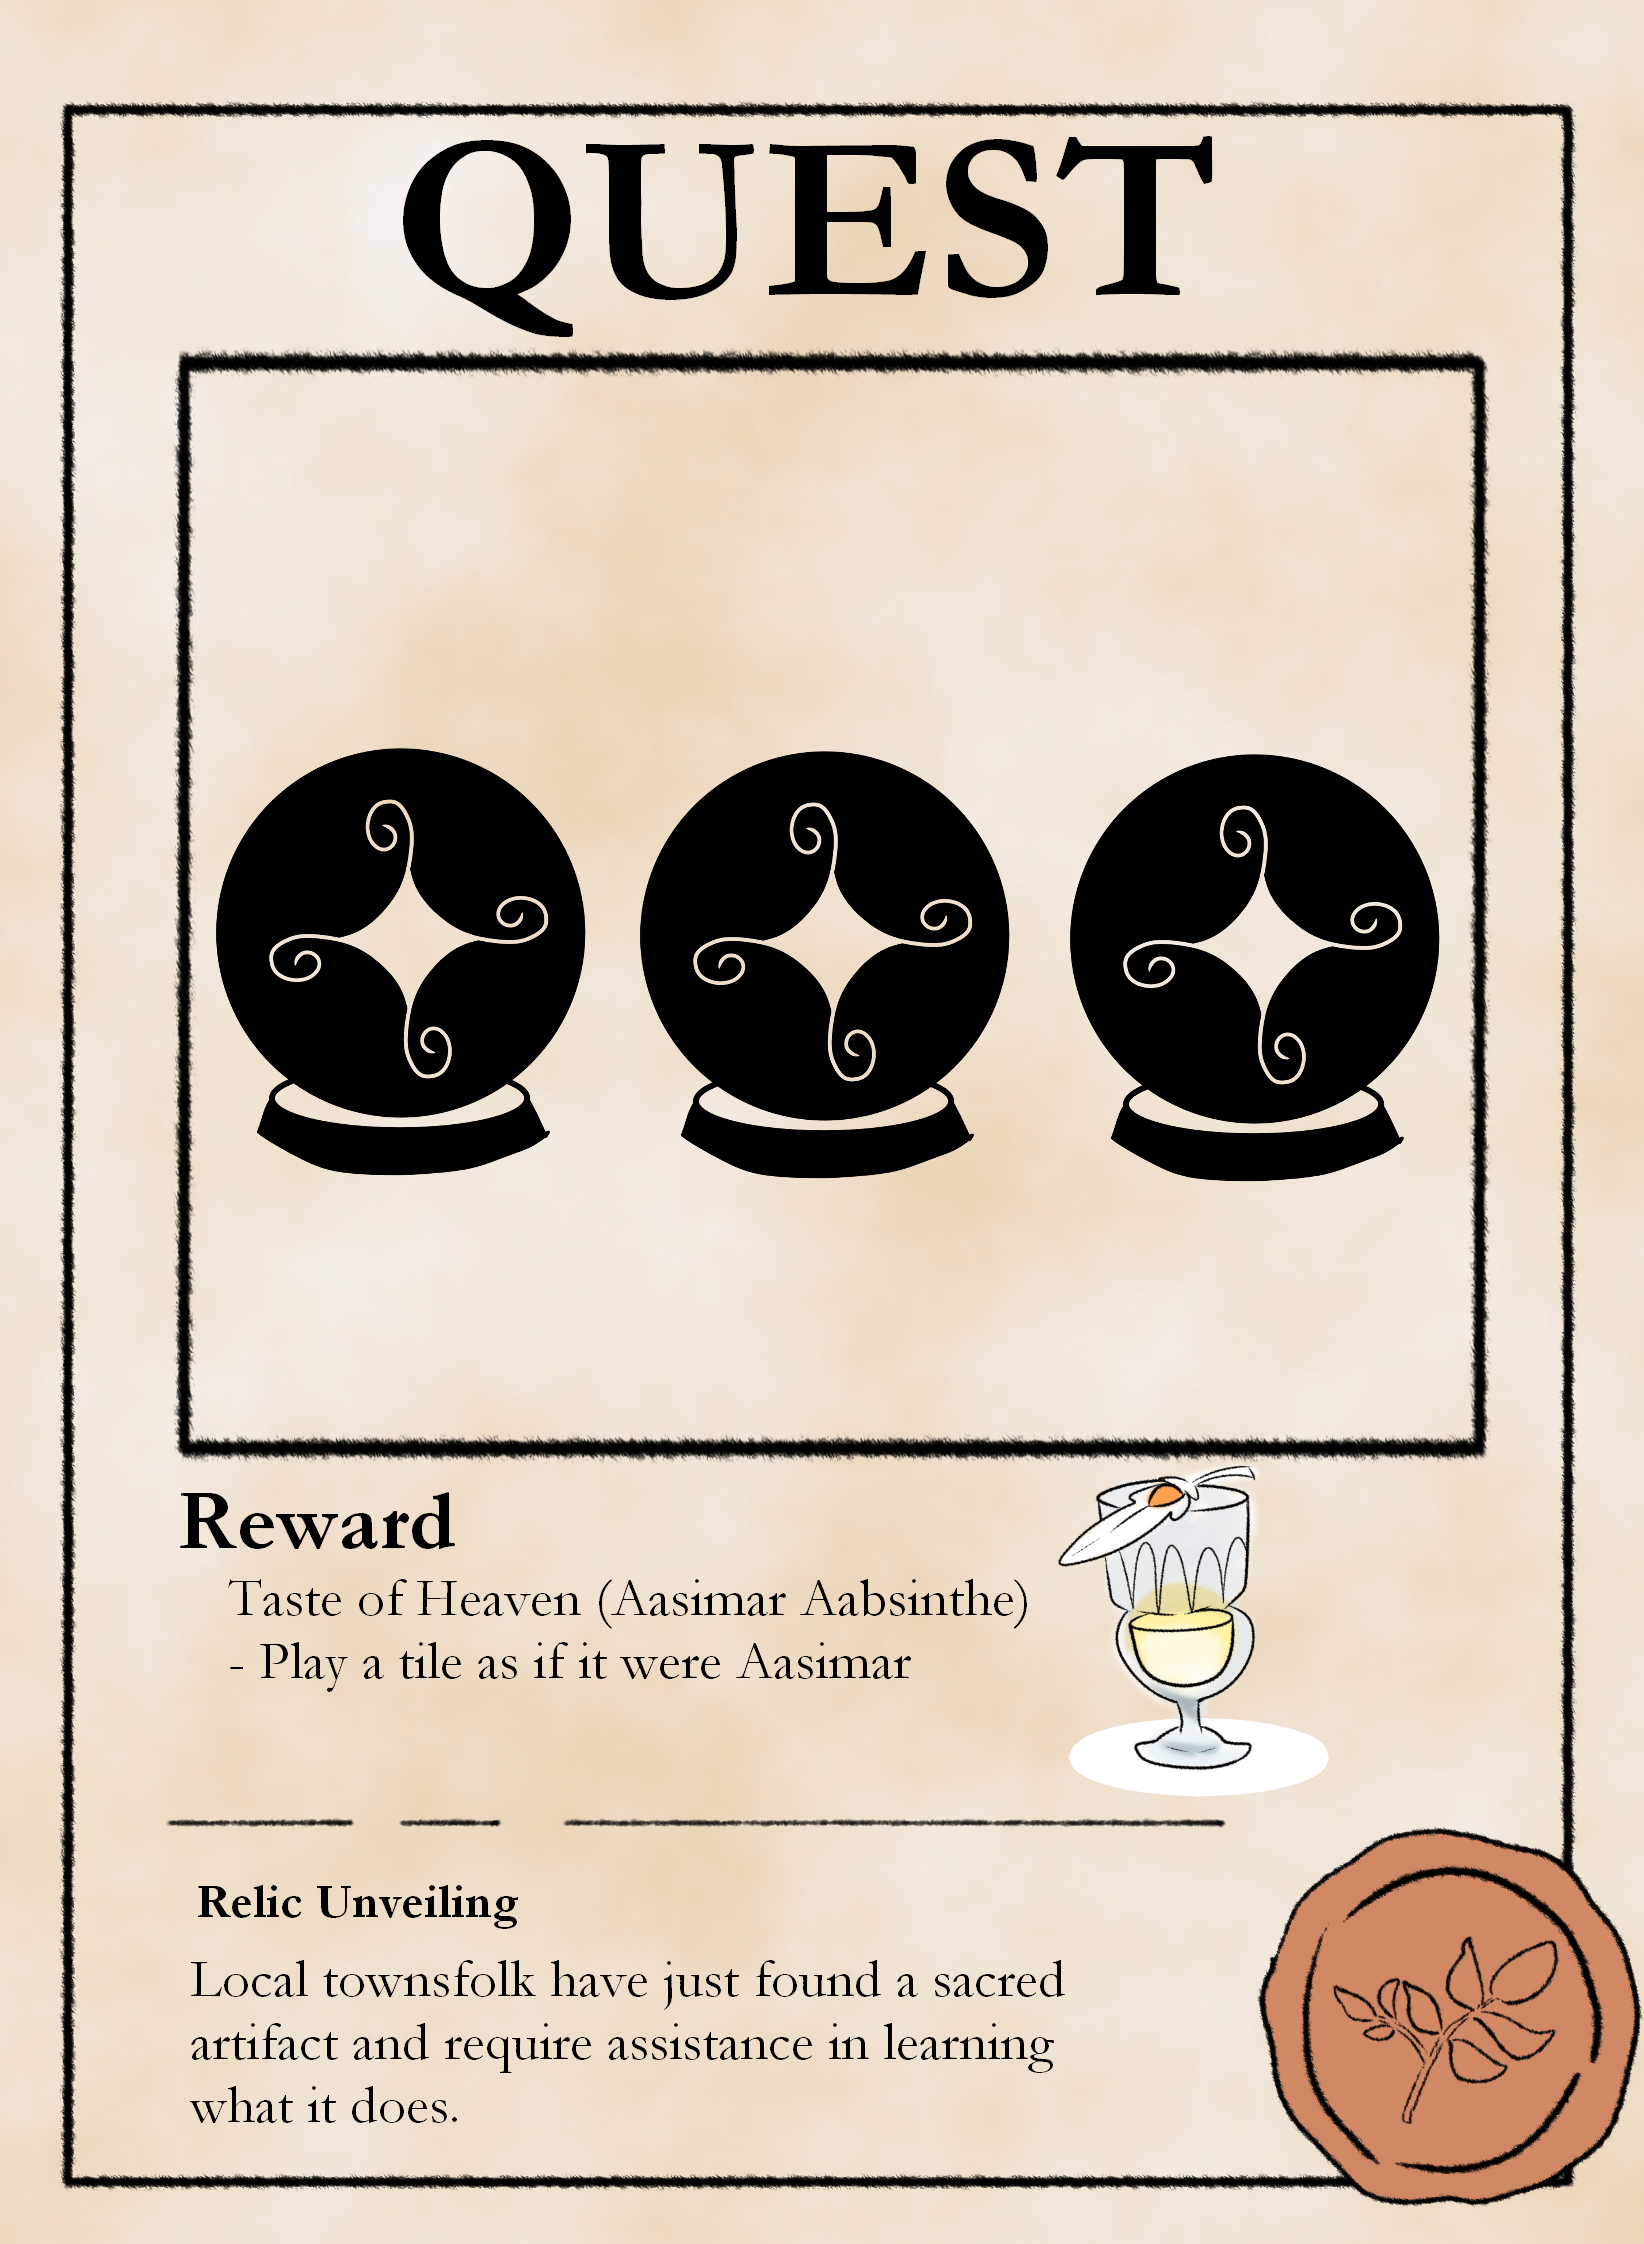 QUEST
Reward
Taste of Heaven (Aasimar Aabsinthe)
- Play a tile as if it were Aasimar
Relic Unveiling
Local townsfolk have just found a sacred
artifact and require assistance in learning
what it does.